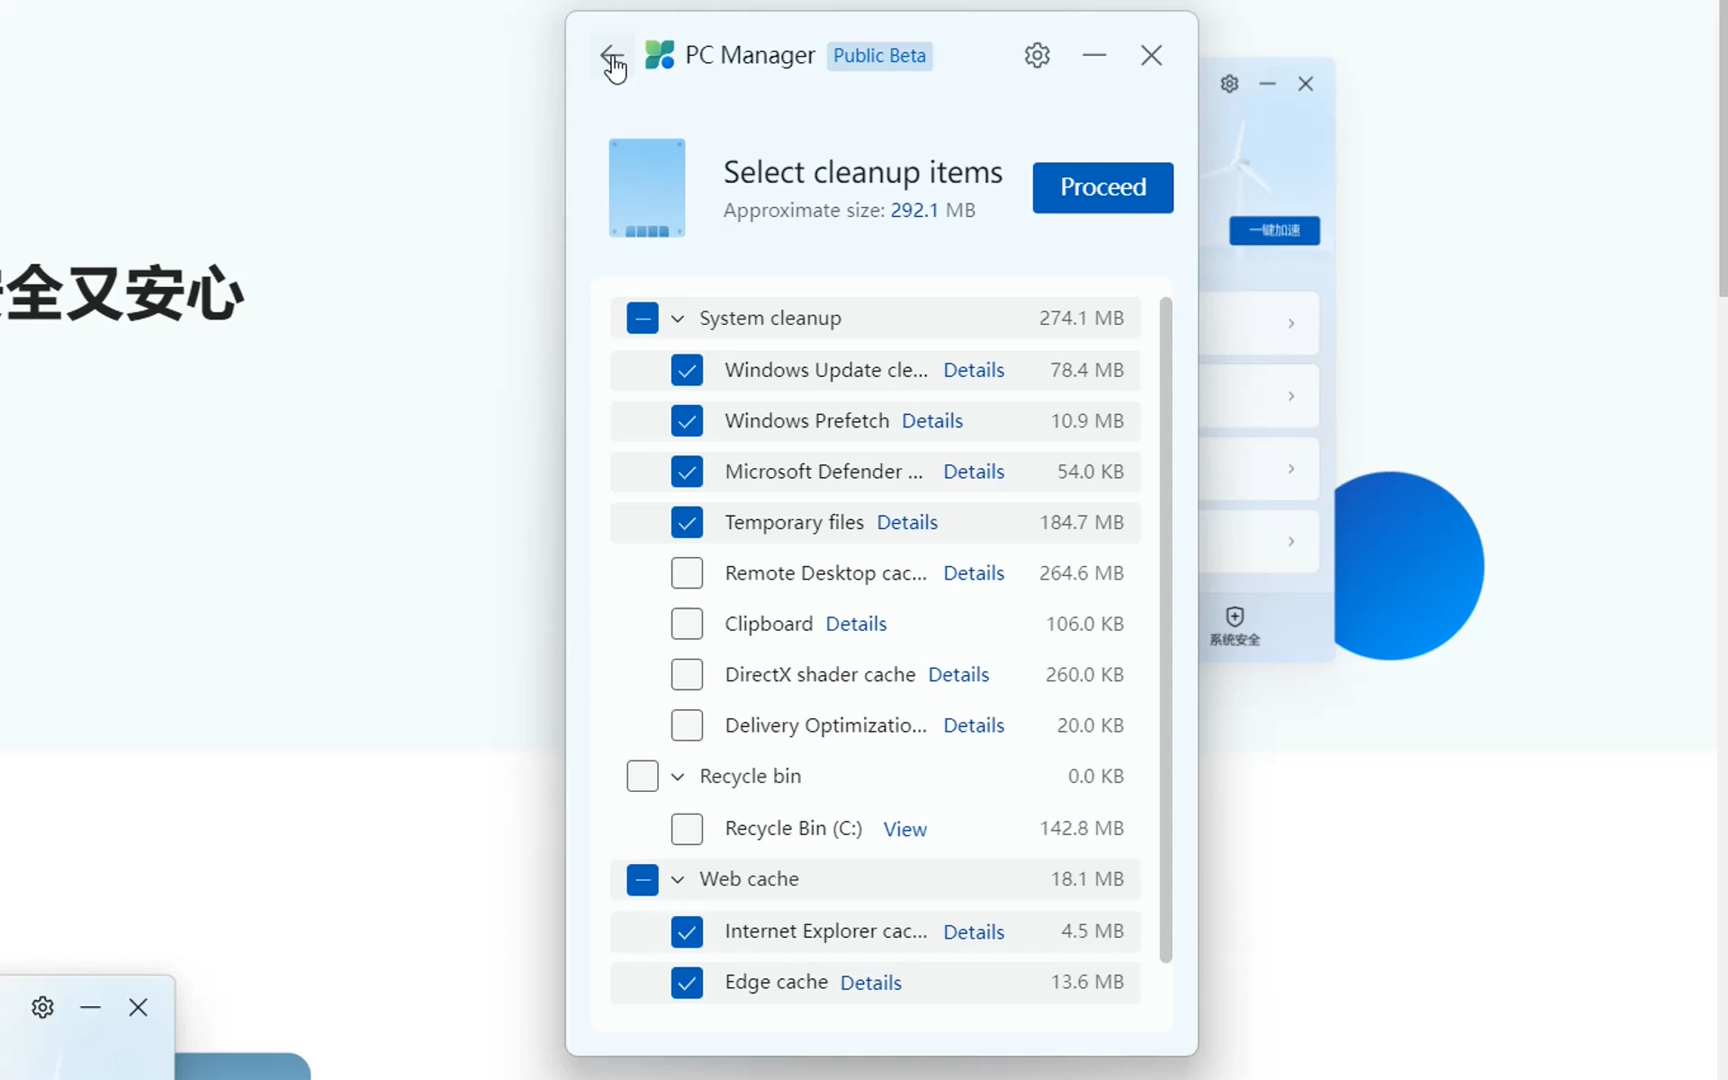 PC Manager Public Beta
Select cleanup items
Approximate size: 292.1 MB
Proceed
一键加速
全又安心
System cleanup 274.1 MB
Windows Update cle... Details 78.4 MB
Windows Prefetch Details 10.9 MB
Microsoft Defender ... Details 54.0 KB
Temporary files Details 184.7 MB
Remote Desktop cac... Details 264.6 MB
Clipboard Details 106.0 KB
系统安全
DirectX shader cache Details 260.0 KB
Delivery Optimizatio... Details 20.0 KB
Recycle bin 0.0 KB
Recycle Bin (C:) View 142.8 MB
Web cache 18.1 MB
Internet Explorer cac... Details 4.5 MB
Edge cache Details 13.6 MB